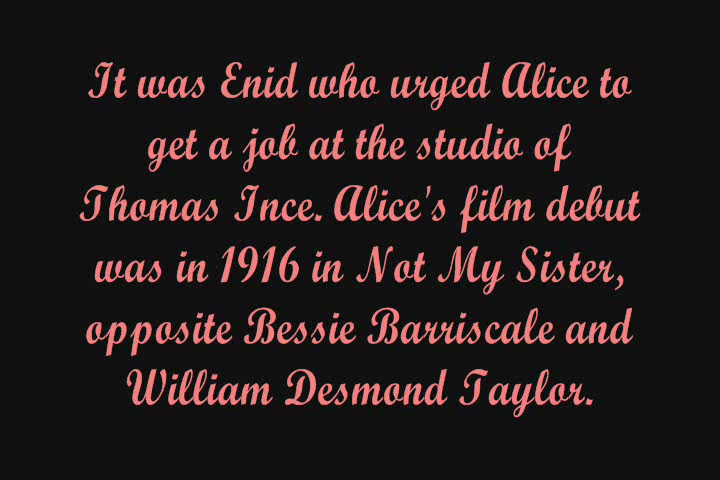 It was Enid who urged Alice to
get a job at the studio of
Thomas Ince. Alice's film debut
was in 1916 in Not My Sister,
opposite Bessie Barriscale and
William Desmond Taylor.